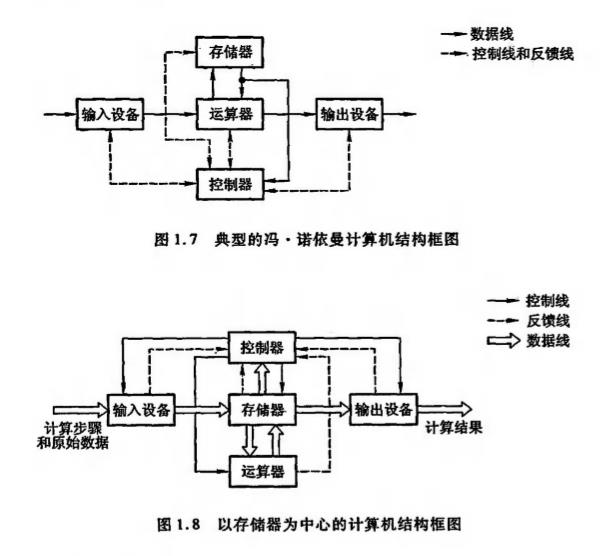 存储器
数据线
控制线和反馈线
输入设备
运算器
输出设备
控制器
图1.7 典型的冯·诺依曼计算机结构框图
控制线
反馈线
数据线
控制器
输入设备
存储器
输出设备
计算步骤
和原始数据
计算结果
运算器
图1.8 以存储器为中心的计算机结构框图